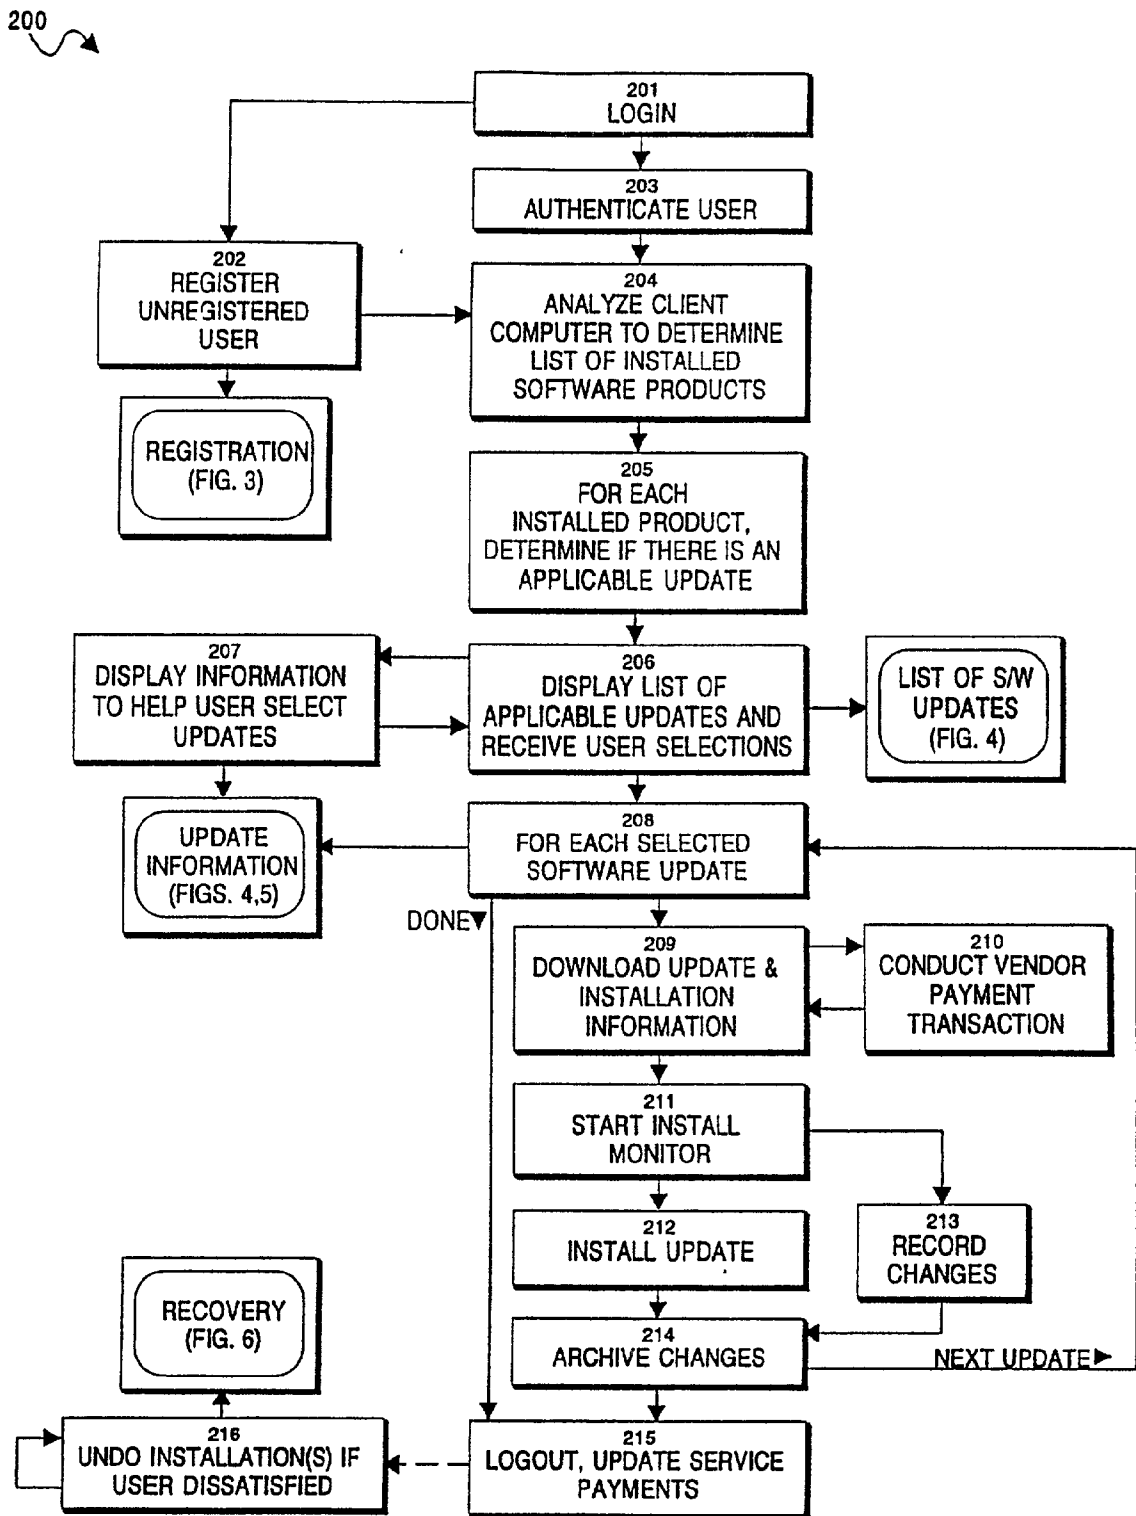 200
201
LOGIN
203
AUTHENTICATE USER
202
REGISTER
UNREGISTERED
USER
204
ANALYZE CLIENT
COMPUTER TO DETERMINE
LIST OF INSTALLED
SOFTWARE PRODUCTS
REGISTRATION
(FIG. 3)
205
FOR EACH
INSTALLED PRODUCT,
DETERMINE IF THERE IS AN
APPLICABLE UPDATE
207
DISPLAY INFORMATION
TO HELP USER SELECT
UPDATES
206
DISPLAY LIST OF
APPLICABLE UPDATES AND
RECEIVE USER SELECTIONS
LIST OF S/W
UPDATES
(FIG. 4)
UPDATE
INFORMATION
(FIGS. 4,5)
208
FOR EACH SELECTED
SOFTWARE UPDATE
DONE
209
DOWNLOAD UPDATE &
INSTALLATION
INFORMATION
210
CONDUCT VENDOR
PAYMENT
TRANSACTION
211
START INSTALL
MONITOR
212
INSTALL UPDATE
213
RECORD
CHANGES
RECOVERY
(FIG. 6)
214
ARCHIVE CHANGES
NEXT UPDATE
216
UNDO INSTALLATION(S) IF
USER DISSATISFIED
215
LOGOUT, UPDATE SERVICE
PAYMENTS